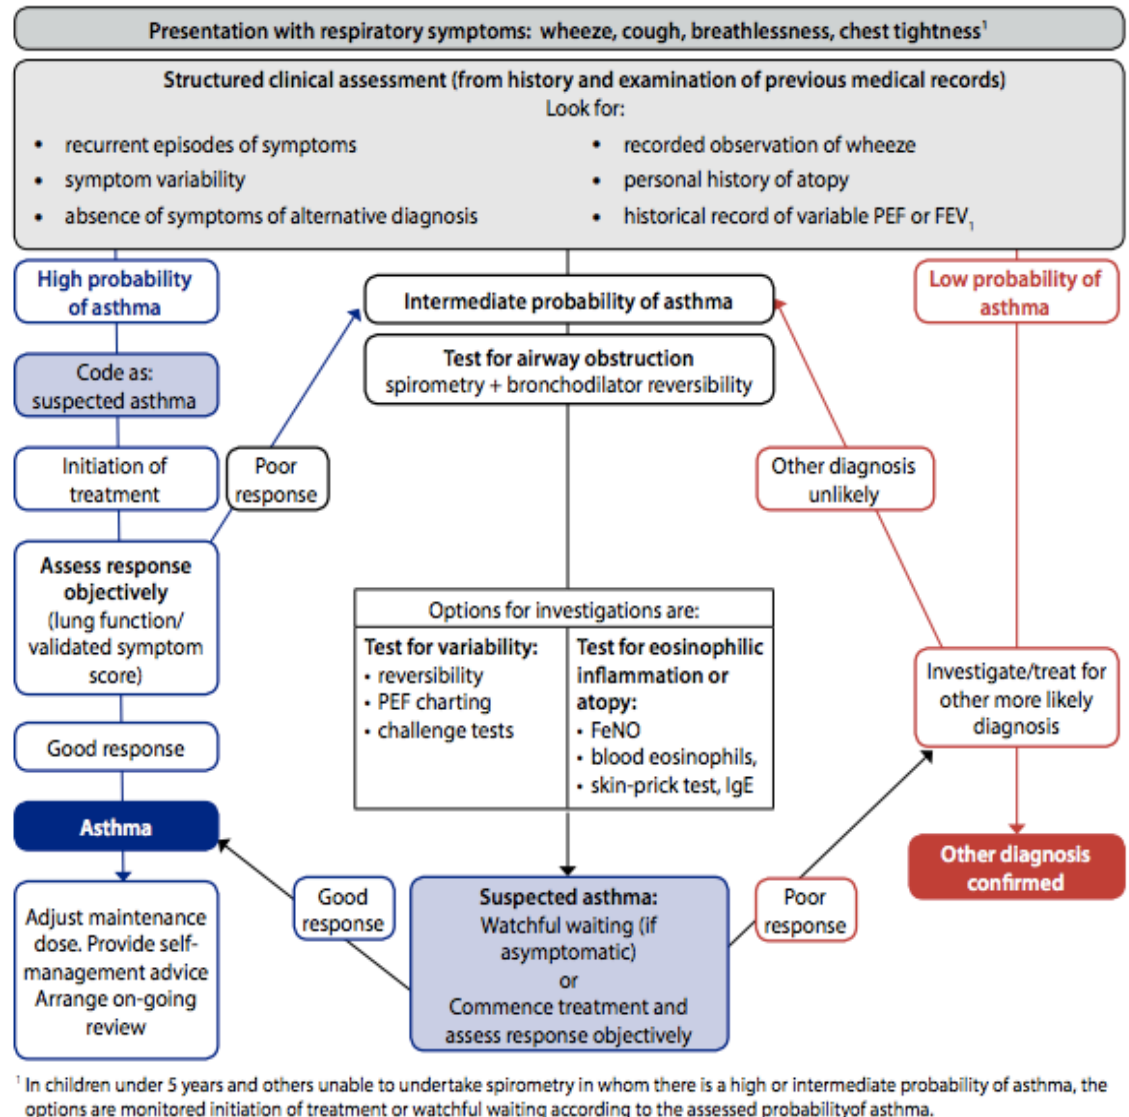 Presentation with respiratory symptoms: wheeze, cough, breathlessness, chest tightness¹
Structured clinical assessment (from history and examination of previous medical records)
Look for:
• recurrent episodes of symptoms
• symptom variability
• absence of symptoms of alternative diagnosis
• recorded observation of wheeze
• personal history of atopy
• historical record of variable PEF or FEV₁
High probability
of asthma
Code as:
suspected asthma
Initiation of
treatment
Poor
response
Assess response
objectively
(lung function/
validated symptom
score)
Good response
Asthma
Adjust maintenance
dose. Provide self-
management advice
Arrange on-going
review
Intermediate probability of asthma
Test for airway obstruction
spirometry + bronchodilator reversibility
Options for investigations are:
Test for variability:
• reversibility
• PEF charting
• challenge tests
Test for eosinophilic
inflammation or
atopy:
• FeNO
• blood eosinophils,
• skin-prick test, IgE
Good
response
Suspected asthma:
Watchful waiting (if
asymptomatic)
or
Commence treatment and
assess response objectively
Poor
response
Low probability of
asthma
Other diagnosis
unlikely
Investigate/treat for
other more likely
diagnosis
Other diagnosis
confirmed
¹ In children under 5 years and others unable to undertake spirometry in whom there is a high or intermediate probability of asthma, the
options are monitored initiation of treatment or watchful waiting according to the assessed probabilityof asthma.